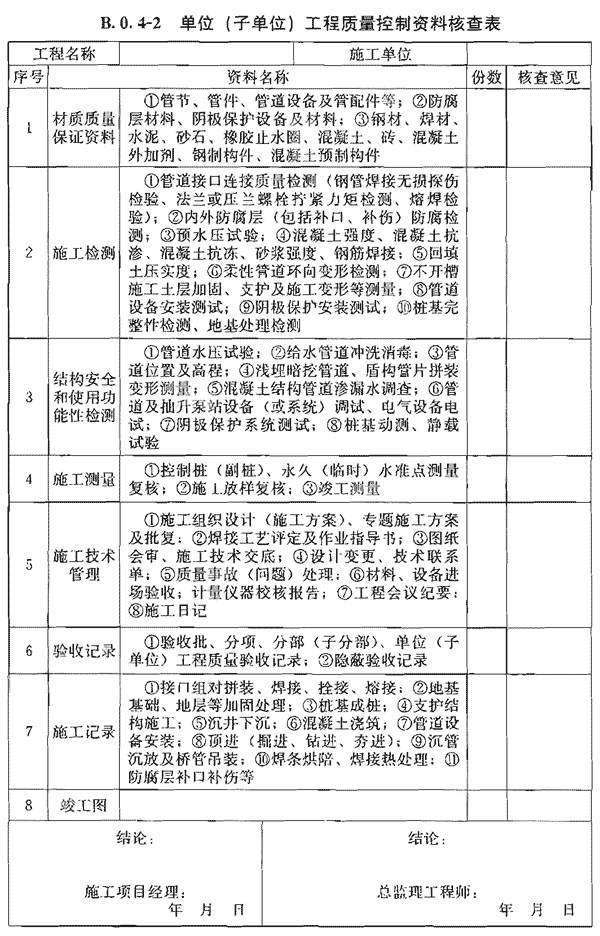 B.0.4-2 单位（子单位）工程质量控制资料核查表
工程名称 施工单位
序号 资料名称 份数 核查意见
1 材质质量保证资料
①管节、管件、管道设备及管配件等；②防腐
层材料、阴极保护设备及材料；③钢材、焊材、
水泥、砂石、橡胶止水圈、混凝土、砖、混凝土
外加剂、钢制构件、混凝土预制构件
2 施工检测
①管道接口连接质量检测（钢管焊接无损探伤
检验、法兰或压兰螺栓拧紧力矩检测、熔焊检
验）；②内外防腐层（包括补口、补伤）防腐检
测；③预水压试验；④混凝土强度、混凝土抗
渗、混凝土抗冻、砂浆强度、钢筋焊接；⑤回填
土压实度；⑥柔性管道环向变形检测；⑦不开槽
施工土层加固、支护及施工变形等测量；⑧管道
设备安装测试；⑨阴极保护安装测试；⑩桩基完
整性检测、地基处理检测
3 结构安全和使用功能性检测
①管道水压试验；②给水管道冲洗消毒；③管
道位置及高程；④浅埋暗挖管道、盾构管片拼装
变形测量；⑤混凝土结构管道渗漏水调查；⑥管
道及抽升泵站设备（或系统）调试、电气设备电
试；⑦阴极保护系统测试；⑧桩基动测、静载
试验
4 施工测量
①控制桩（副桩）、永久（临时）水准点测量
复核；②施工放样复核；③竣工测量
5 施工技术管理
①施工组织设计（施工方案）、专题施工方案
及批复；②焊接工艺评定及作业指导书；③图纸
会审、施工技术交底；④设计变更、技术联系
单；⑤质量事故（问题）处理；⑥材料、设备进
场验收；计量仪器校核报告；⑦工程会议纪要；
⑧施工日记
6 验收记录
①验收批、分项、分部（子分部）、单位（子
单位）工程质量验收记录；②隐蔽验收记录
7 施工记录
①接口组对拼装、焊接、拴接、熔接；②地基
基础、地层等加固处理；③桩基成桩；④支护结
构施工；⑤沉井下沉；⑥混凝土浇筑；⑦管道设
备安装；⑧顶进（掘进、钻进、夯进）；⑨沉管
沉放及桥管吊装；⑩焊条烘陪、焊接热处理；⑪
防腐层补口补伤等
8 竣工图
结论： 结论：
施工项目经理： 总监理工程师：
年 月 日 年 月 日